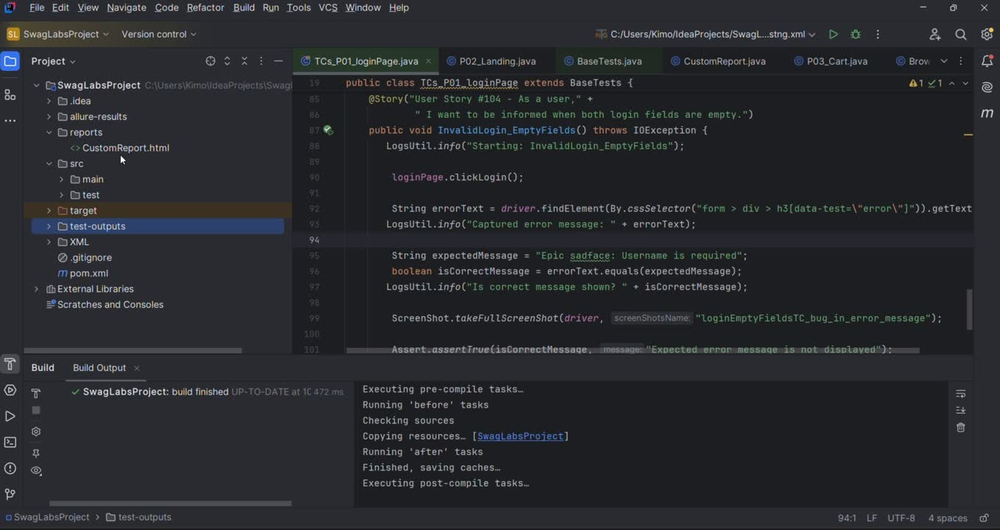 File Edit View Navigate Code Refactor Build Run Tools VCS Window Help
SL SwagLabsProject Version control
C:/Users/Kimo/IdeaProjects/SwagL...stng.xml
Project
TCs_P01_loginPage.java P02_Landing.java BaseTests.java CustomReport.java P03_Cart.java Brow
SwagLabsProject C:\Users\Kimo\IdeaProjects\Swag
.idea
allure-results
reports
<> CustomReport.html
src
main
test
target
test-outputs
XML
.gitignore
m pom.xml
External Libraries
Scratches and Consoles
19 public class TCs_P01_loginPage extends BaseTests {
1 1
85 @Story("User Story #104 - As a user," +
86 " I want to be informed when both login fields are empty.")
87 public void InvalidLogin_EmptyFields() throws IOException {
88 LogsUtil.info("Starting: InvalidLogin_EmptyFields");
89
90 loginPage.clickLogin();
91
92 String errorText = driver.findElement(By.cssSelector("form > div > h3[data-test=\"error\"]")).getText
93 LogsUtil.info("Captured error message: " + errorText);
94
95 String expectedMessage = "Epic sadface: Username is required";
96 boolean isCorrectMessage = errorText.equals(expectedMessage);
97 LogsUtil.info("Is correct message shown? " + isCorrectMessage);
98
99 ScreenShot.takeFullScreenShot(driver, screenShotsName: "loginEmptyFieldsTC_bug_in_error_message");
100
101 Assert.assertTrue(isCorrectMessage, message: "Expected error message is not displayed");
m
Build Build Output
SwagLabsProject: build finished UP-TO-DATE at 10 472 ms
Executing pre-compile tasks…
Running 'before' tasks
Checking sources
Copying resources… [SwagLabsProject]
Running 'after' tasks
Finished, saving caches…
Executing post-compile tasks…
SwagLabsProject > test-outputs
94:1 LF UTF-8 4 spaces